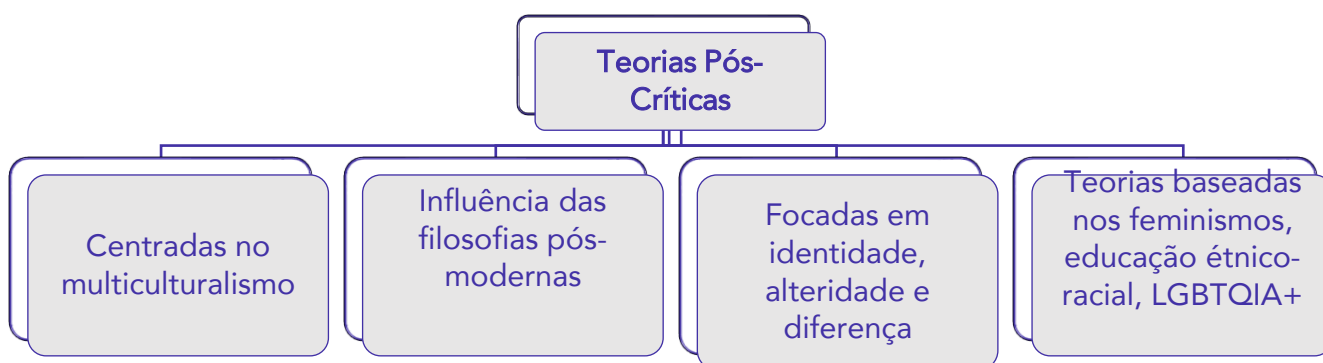 Teorias Pós-
Críticas
Centradas no
multiculturalismo
Influência das
filosofias pós-
modernas
Focadas em
identidade,
alteridade e
diferença
Teorias baseadas
nos feminismos,
educação étnico-
racial, LGBTQIA+